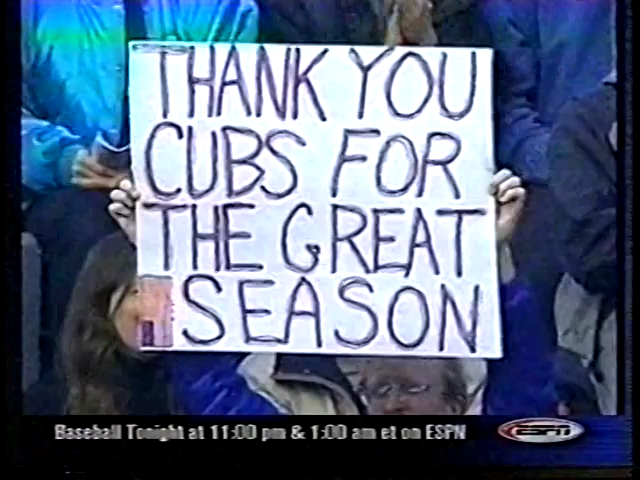 THANK YOU
CUBS FOR
THE GREAT
SEASON
Baseball Tonight at 11:00 pm & 1:00 am et on ESPN
ESPN